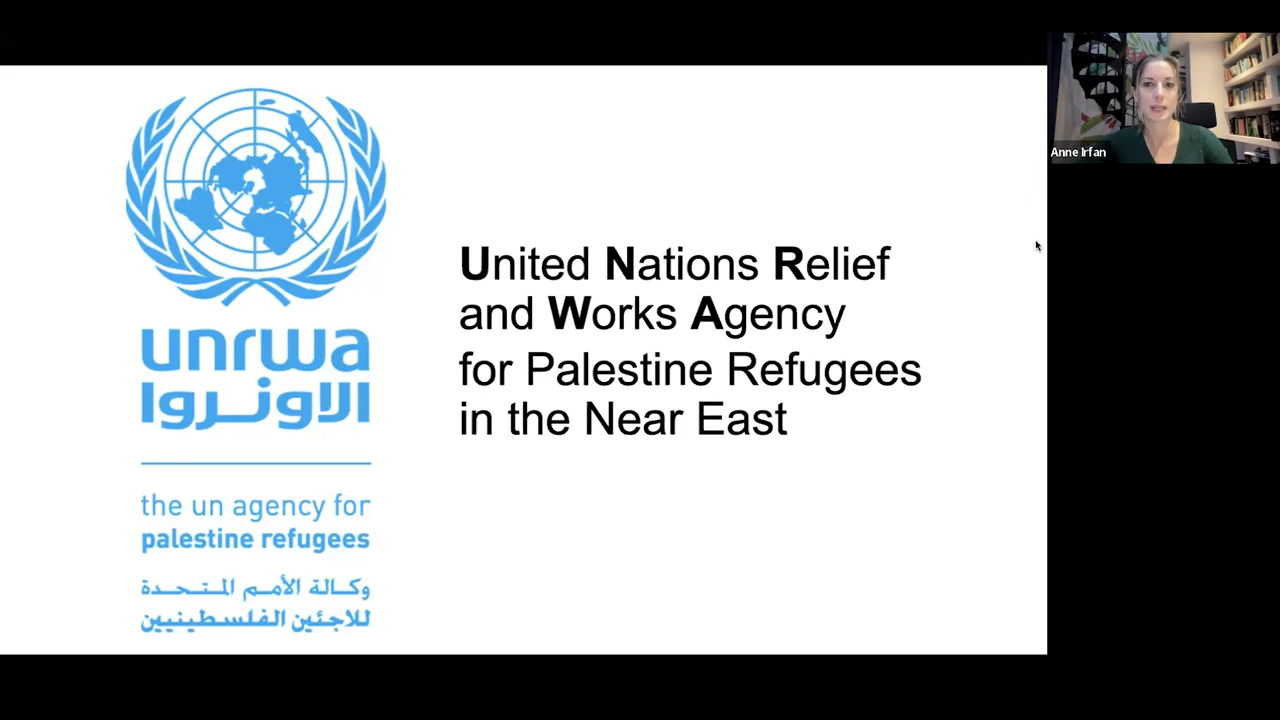 unrwa
الاونروا
the un agency for
palestine refugees
وكالة الأمم المتحدة
للاجئين الفلسطينيين
United Nations Relief
and Works Agency
for Palestine Refugees
in the Near East
Anne Irfan